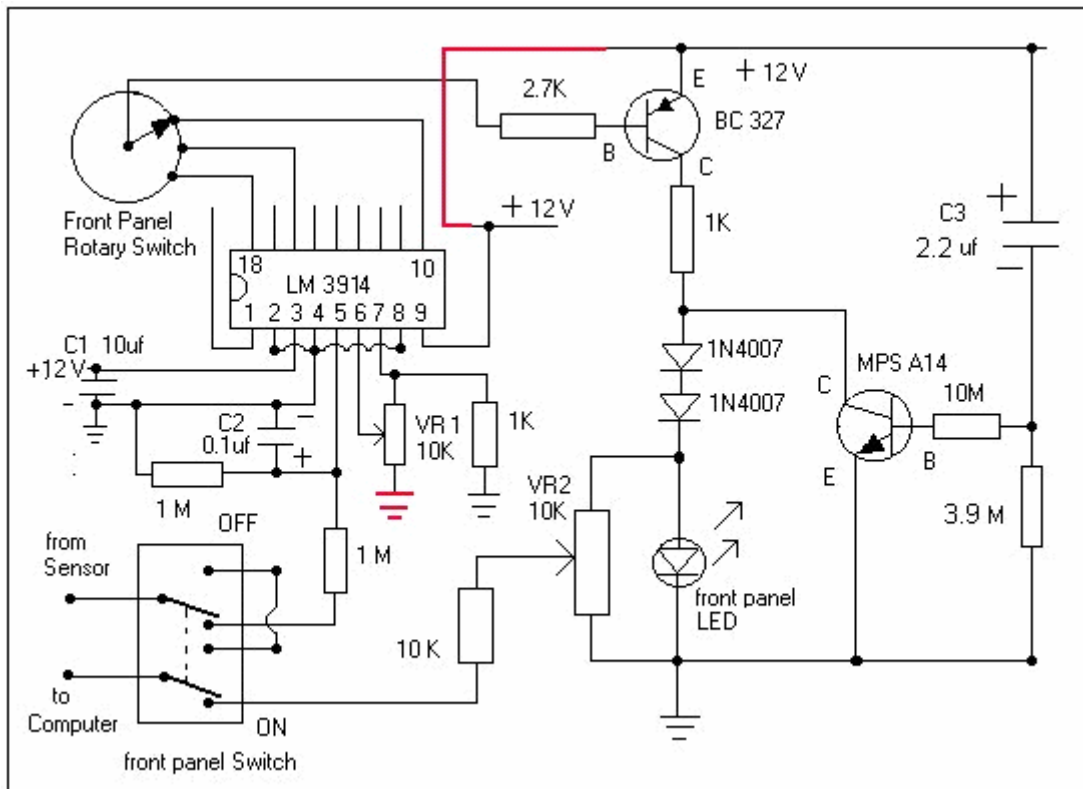 + 12 V
2.7K
E
BC 327
B
C
Front Panel
Rotary Switch
+ 12 V
1K
C3
+
2.2 uf
−
18
10
LM 3914
1 2 3 4 5 6 7 8 9
C1 10uf
+12 V
-
1N4007
1N4007
MPS A14
C
10M
B
E
C2
0.1uf
−
+
VR 1
10K
1K
1 M
VR2
10K
3.9 M
OFF
1 M
from
Sensor
front panel
LED
10 K
to
Computer
ON
front panel Switch